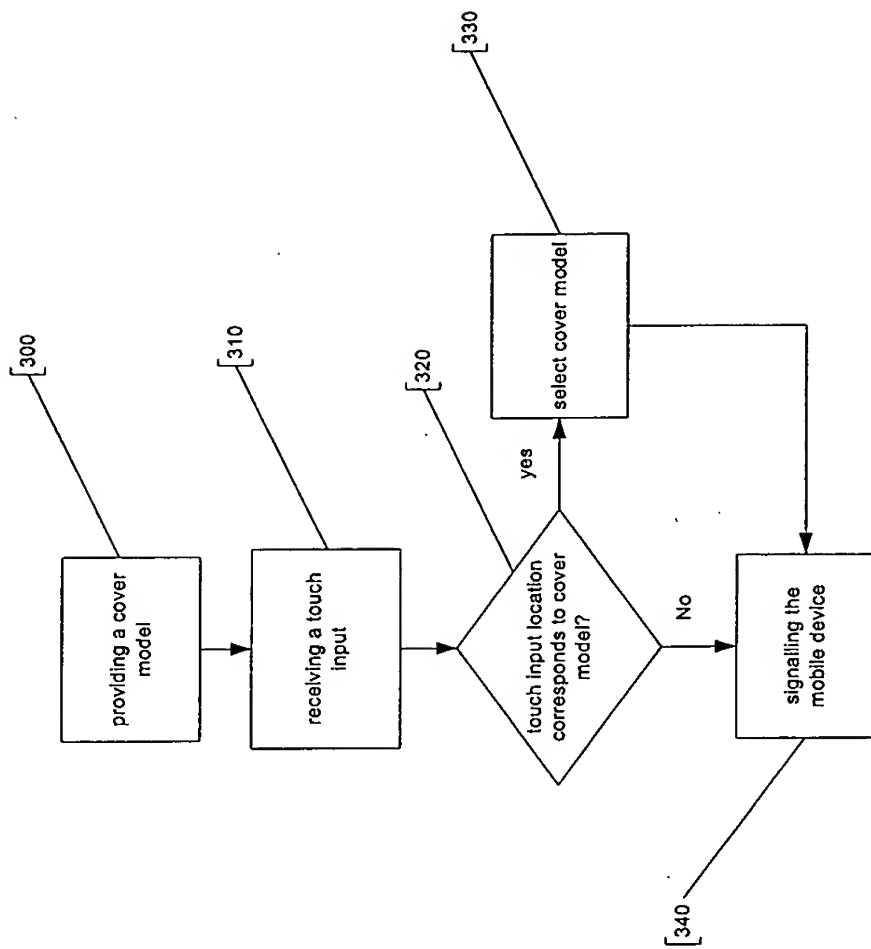 [300
providing a cover
model
[310
receiving a touch
input
[320
touch input location
corresponds to cover
model?
yes
[330
select cover model
No
signalling the
mobile device
[340